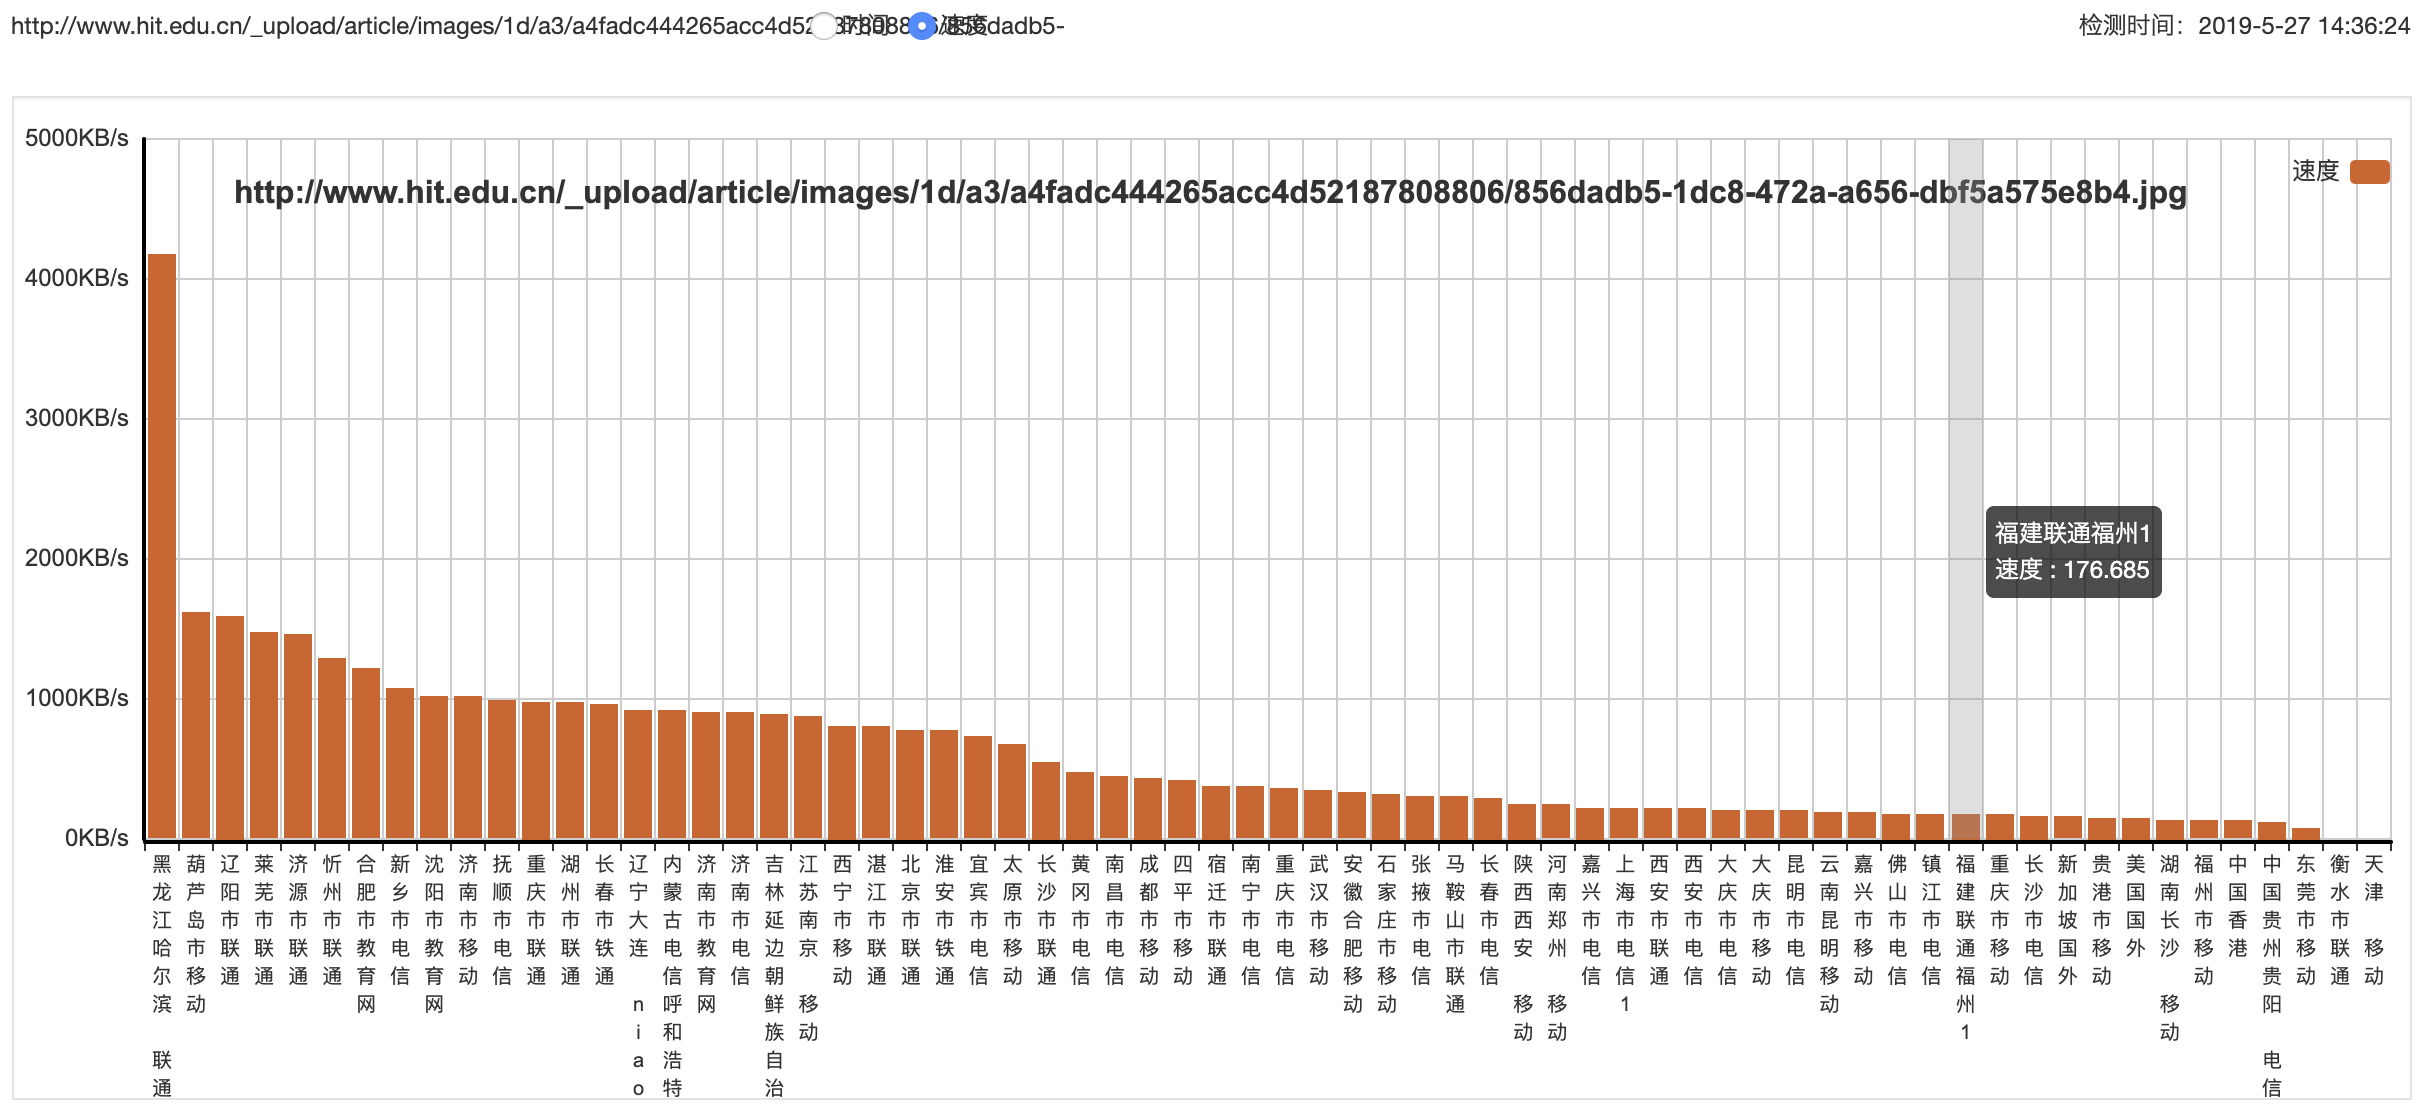 http://www.hit.edu.cn/_upload/article/images/1d/a3/a4fadc444265acc4d52187808806/856dadb5-
时间
速度
检测时间：2019-5-27 14:36:24
http://www.hit.edu.cn/_upload/article/images/1d/a3/a4fadc444265acc4d52187808806/856dadb5-1dc8-472a-a656-dbf5a575e8b4.jpg
速度
5000KB/s
4000KB/s
3000KB/s
2000KB/s
1000KB/s
0KB/s
福建联通福州1
速度 : 176.685
黑龙江哈尔滨 联通
葫芦岛市移动
辽阳市联通
莱芜市联通
济源市联通
忻州市联通
合肥市教育网
新乡市电信
沈阳市教育网
济南市移动
抚顺市电信
重庆市联通
湖州市联通
长春市铁通
辽宁大连 niao
内蒙古电信呼和浩特
济南市教育网
济南市电信
吉林延边朝鲜族自治
江苏南京 移动
西宁市移动
湛江市联通
北京市联通
淮安市铁通
宜宾市电信
太原市移动
长沙市联通
黄冈市电信
南昌市电信
成都市移动
四平市移动
宿迁市联通
南宁市电信
重庆市电信
武汉市移动
安徽合肥移动
石家庄市移动
张掖市电信
马鞍山市联通
长春市电信
陕西西安 移动
河南郑州 移动
嘉兴市电信
上海市电信1
西安市联通
西安市电信
大庆市电信
大庆市移动
昆明市电信
云南昆明移动
嘉兴市移动
佛山市电信
镇江市电信
福建联通福州1
重庆市移动
长沙市电信
新加坡国外
贵港市移动
美国国外
湖南长沙 移动
福州市移动
中国香港
中国贵州贵阳 电信
东莞市移动
衡水市联通
天津 移动